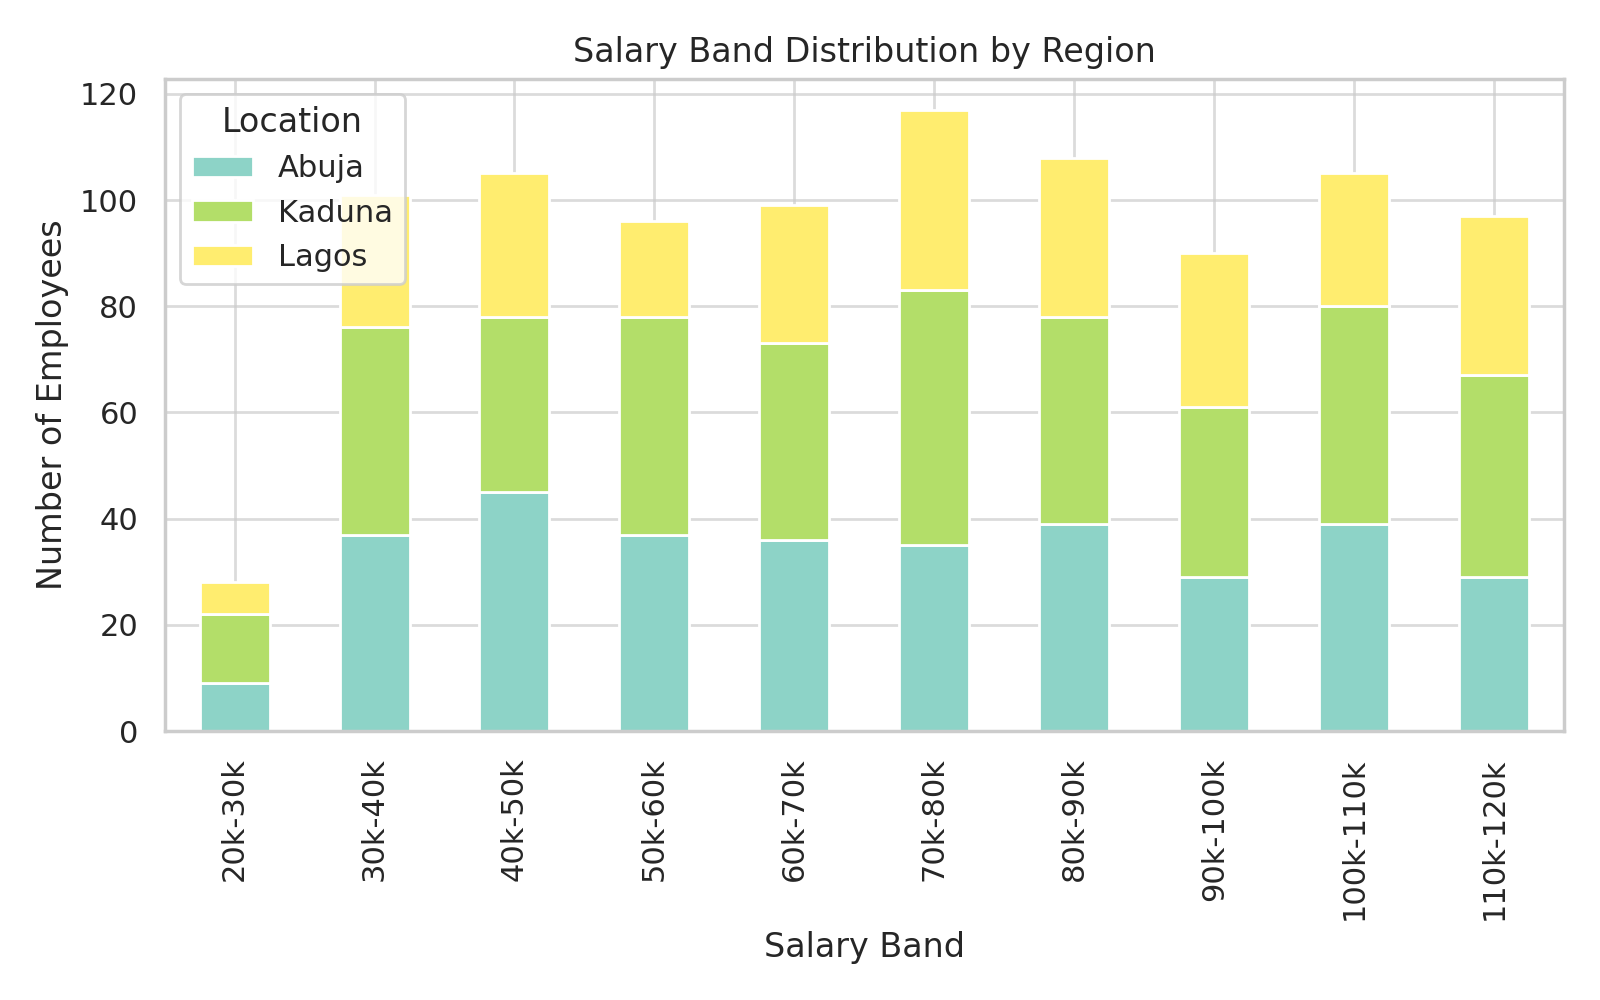 Salary Band Distribution by Region
Location
Abuja
Kaduna
Lagos
Number of Employees
120
100
80
60
40
20
0
20k-30k
30k-40k
40k-50k
50k-60k
60k-70k
70k-80k
80k-90k
90k-100k
100k-110k
110k-120k
Salary Band